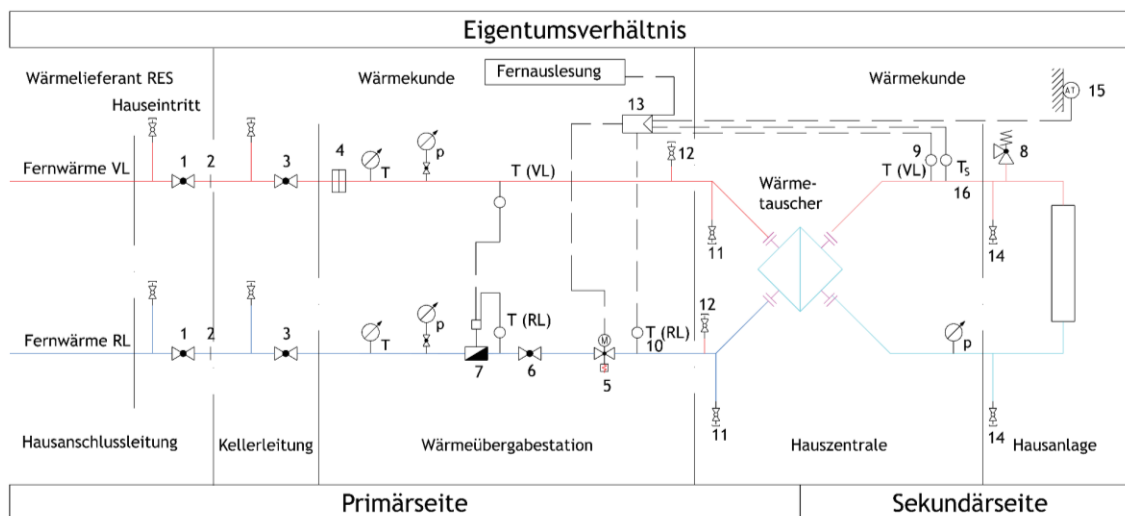 Eigentumsverhältnis
Wärmelieferant RES
Wärmekunde
Fernauslesung
Wärmekunde
Hauseintritt
13
AT
15
1
2
3
4
T
p
12
9
8
Fernwärme VL
T (VL)
T (VL)
Ts
16
Wärme-
tauscher
11
14
12
Fernwärme RL
1
2
3
T
p
T (RL)
M
T (RL)
10
p
7
6
5
11
14
Hausanschlussleitung
Kellerleitung
Wärmeübergabestation
Hauszentrale
Hausanlage
Primärseite
Sekundärseite